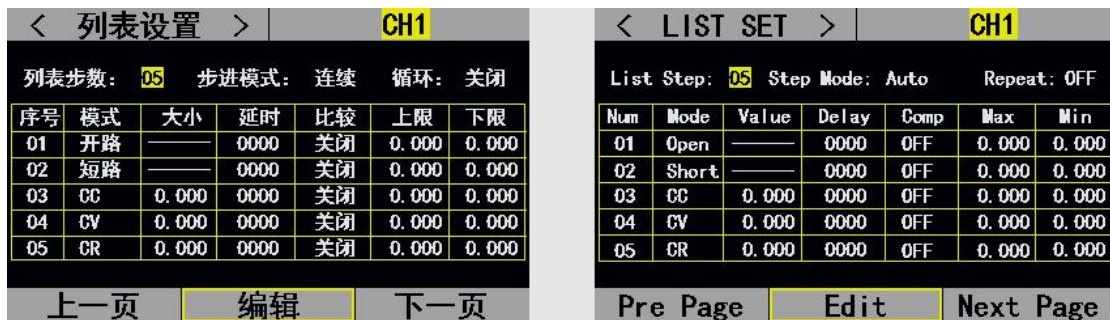 < 列表设置 > CH1
列表步数: 05 步进模式: 连续 循环: 关闭
序号 模式 大小 延时 比较 上限 下限
01 开路 —— 0000 关闭 0.000 0.000
02 短路 —— 0000 关闭 0.000 0.000
03 CC 0.000 0000 关闭 0.000 0.000
04 CV 0.000 0000 关闭 0.000 0.000
05 CR 0.000 0000 关闭 0.000 0.000
上一页 编辑 下一页
< LIST SET > CH1
List Step: 05 Step Mode: Auto Repeat: OFF
Num Mode Value Delay Comp Max Min
01 Open —— 0000 OFF 0.000 0.000
02 Short —— 0000 OFF 0.000 0.000
03 CC 0.000 0000 OFF 0.000 0.000
04 CV 0.000 0000 OFF 0.000 0.000
05 CR 0.000 0000 OFF 0.000 0.000
Pre Page Edit Next Page